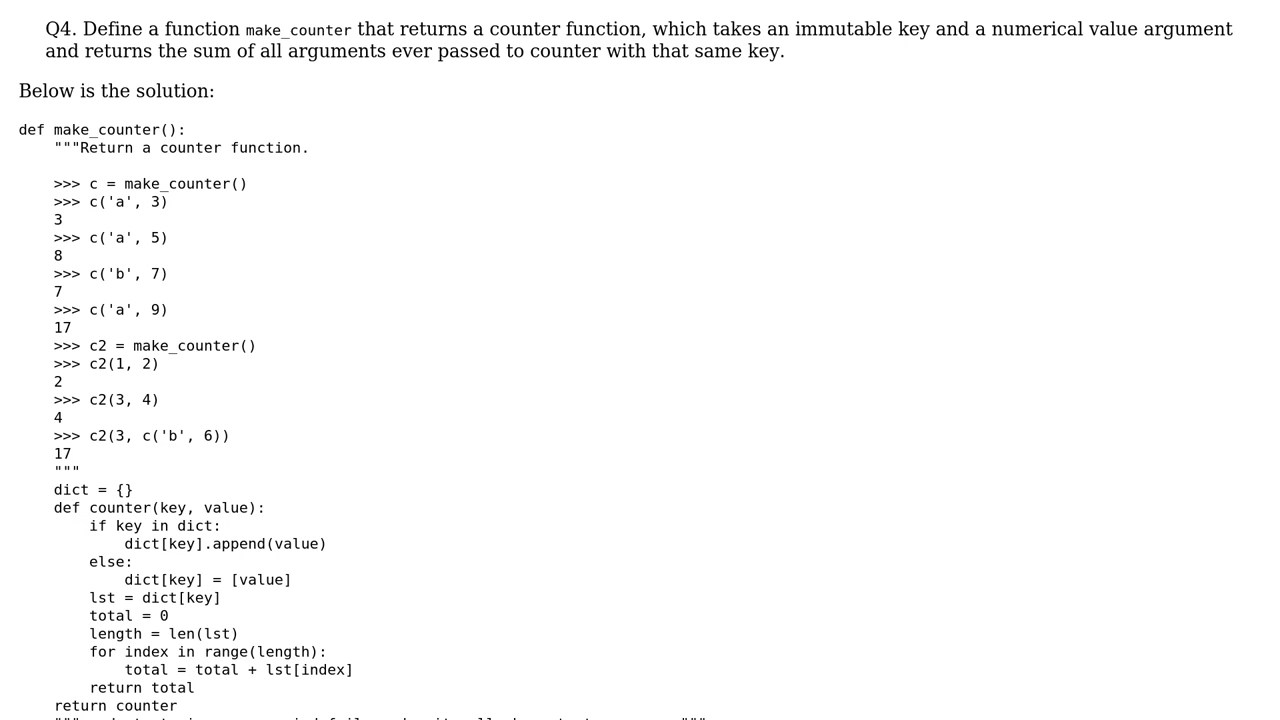 Q4. Define a function make_counter that returns a counter function, which takes an immutable key and a numerical value argument
and returns the sum of all arguments ever passed to counter with that same key.
Below is the solution:
def make_counter():
    """Return a counter function.
    >>> c = make_counter()
    >>> c('a', 3)
    3
    >>> c('a', 5)
    8
    >>> c('b', 7)
    7
    >>> c('a', 9)
    17
    >>> c2 = make_counter()
    >>> c2(1, 2)
    2
    >>> c2(3, 4)
    4
    >>> c2(3, c('b', 6))
    17
    """
    dict = {}
    def counter(key, value):
        if key in dict:
            dict[key].append(value)
        else:
            dict[key] = [value]
        lst = dict[key]
        total = 0
        length = len(lst)
        for index in range(length):
            total = total + lst[index]
        return total
    return counter